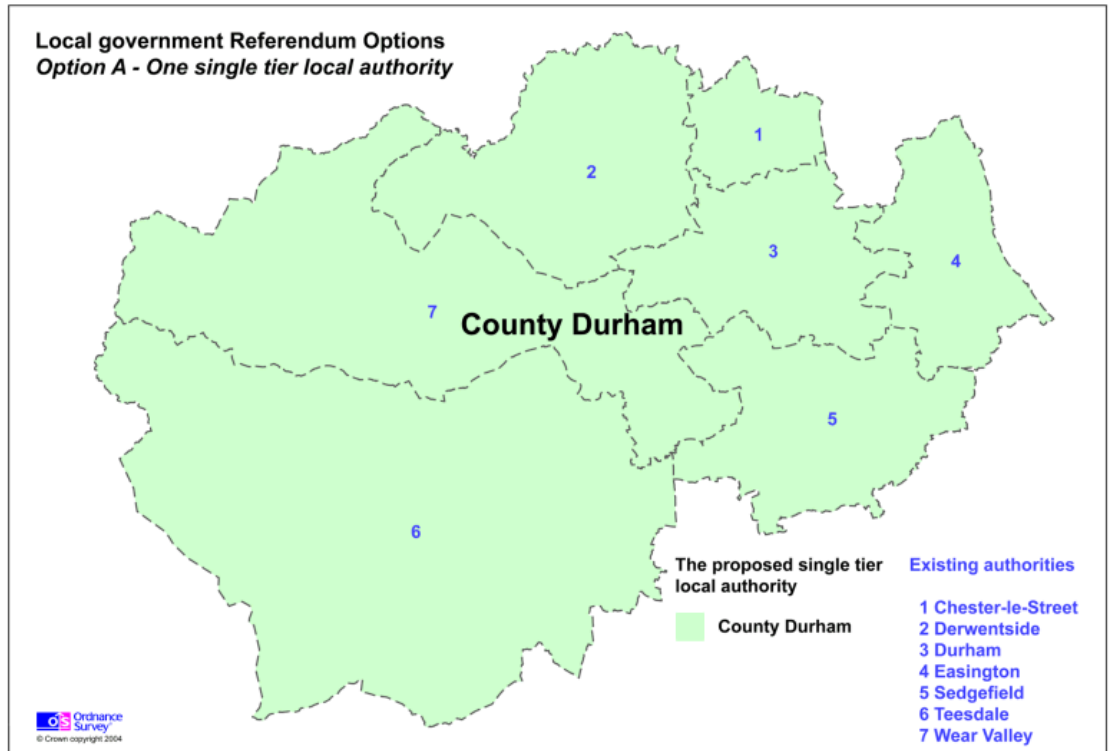 Local government Referendum Options
Option A - One single tier local authority
1
2
3
4
7
County Durham
5
6
The proposed single tier
local authority
County Durham
Existing authorities
1 Chester-le-Street
2 Derwentside
3 Durham
4 Easington
5 Sedgefield
6 Teesdale
7 Wear Valley
OS Ordnance
Survey®
© Crown copyright 2004